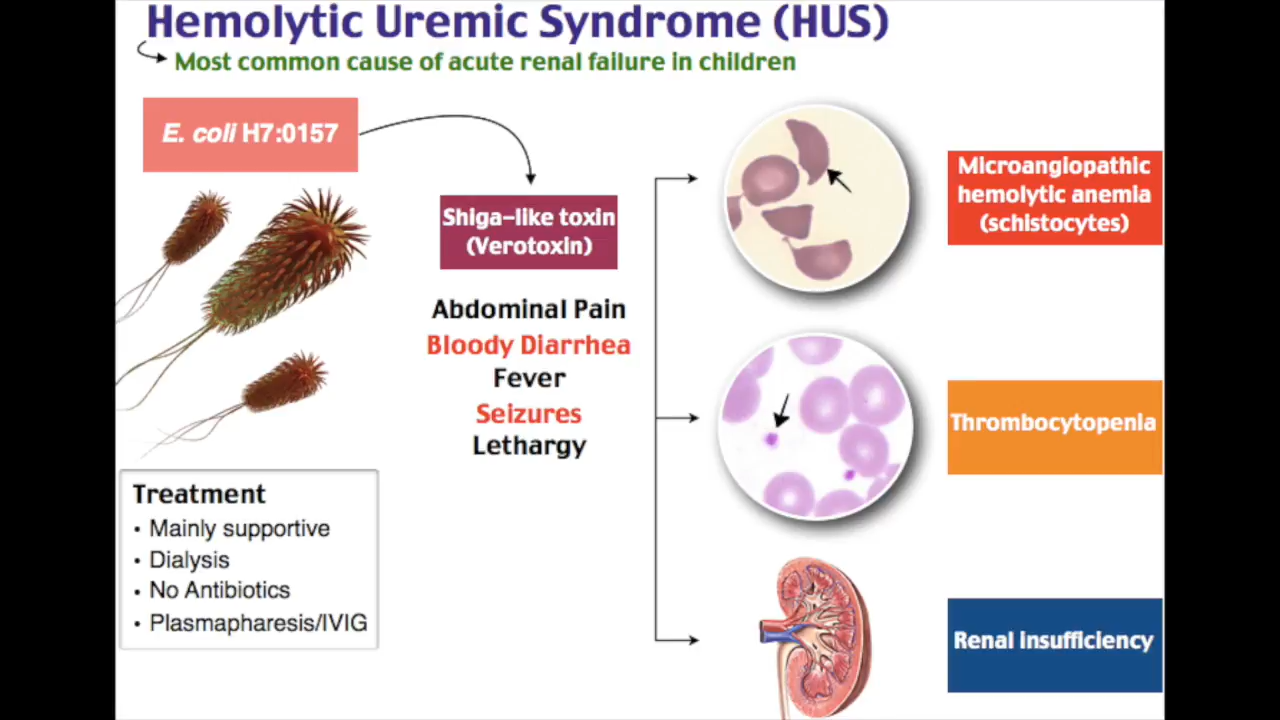 Hemolytic Uremic Syndrome (HUS)
Most common cause of acute renal failure in children
E. coli H7:0157
Shiga-like toxin
(Verotoxin)
Abdominal Pain
Bloody Diarrhea
Fever
Seizures
Lethargy
Treatment
• Mainly supportive
• Dialysis
• No Antibiotics
• Plasmapharesis/IVIG
Microangiopathic
hemolytic anemia
(schistocytes)
Thrombocytopenia
Renal insufficiency